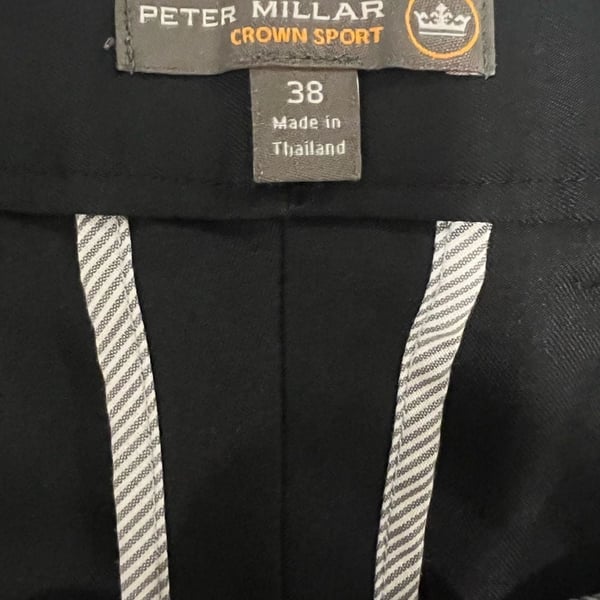 PETER MILLAR
CROWN SPORT
38
Made in
Thailand